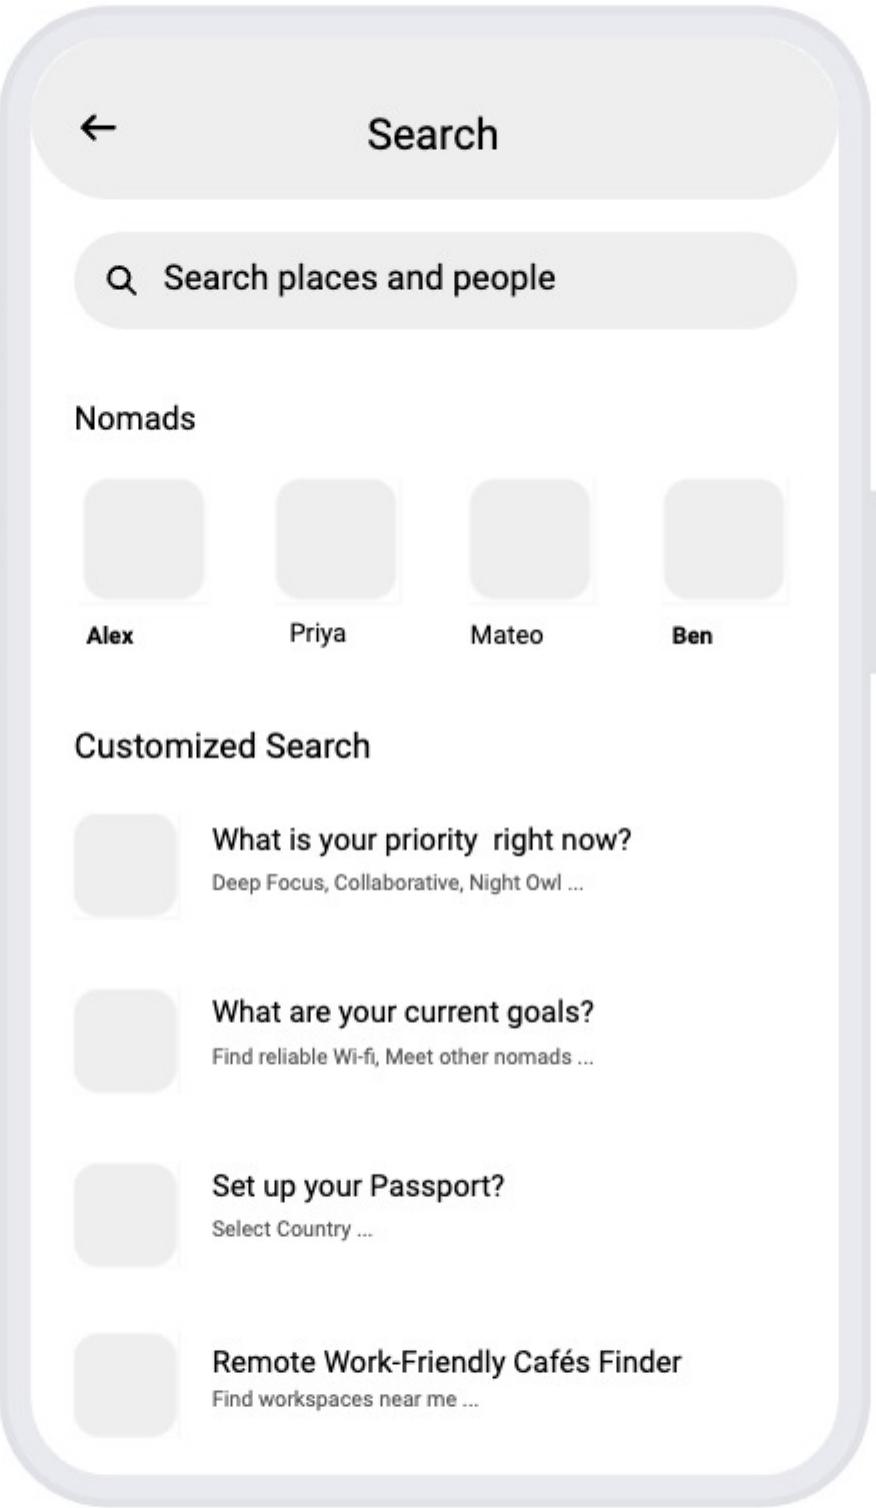 Search
Search places and people
Nomads
Alex Priya Mateo Ben
Customized Search
What is your priority  right now?
Deep Focus, Collaborative, Night Owl ...
What are your current goals?
Find reliable Wi-fi, Meet other nomads ...
Set up your Passport?
Select Country ...
Remote Work-Friendly Cafés Finder
Find workspaces near me ...